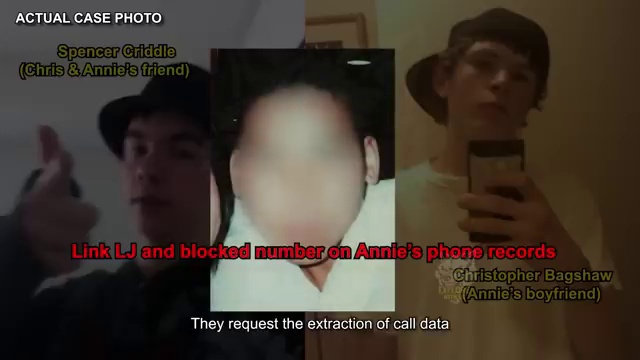 ACTUAL CASE PHOTO
Spencer Criddle
(Chris & Annie's friend)
Link LJ and blocked number on Annie's phone records
Christopher Bagshaw
(Annie's boyfriend)
They request the extraction of call data